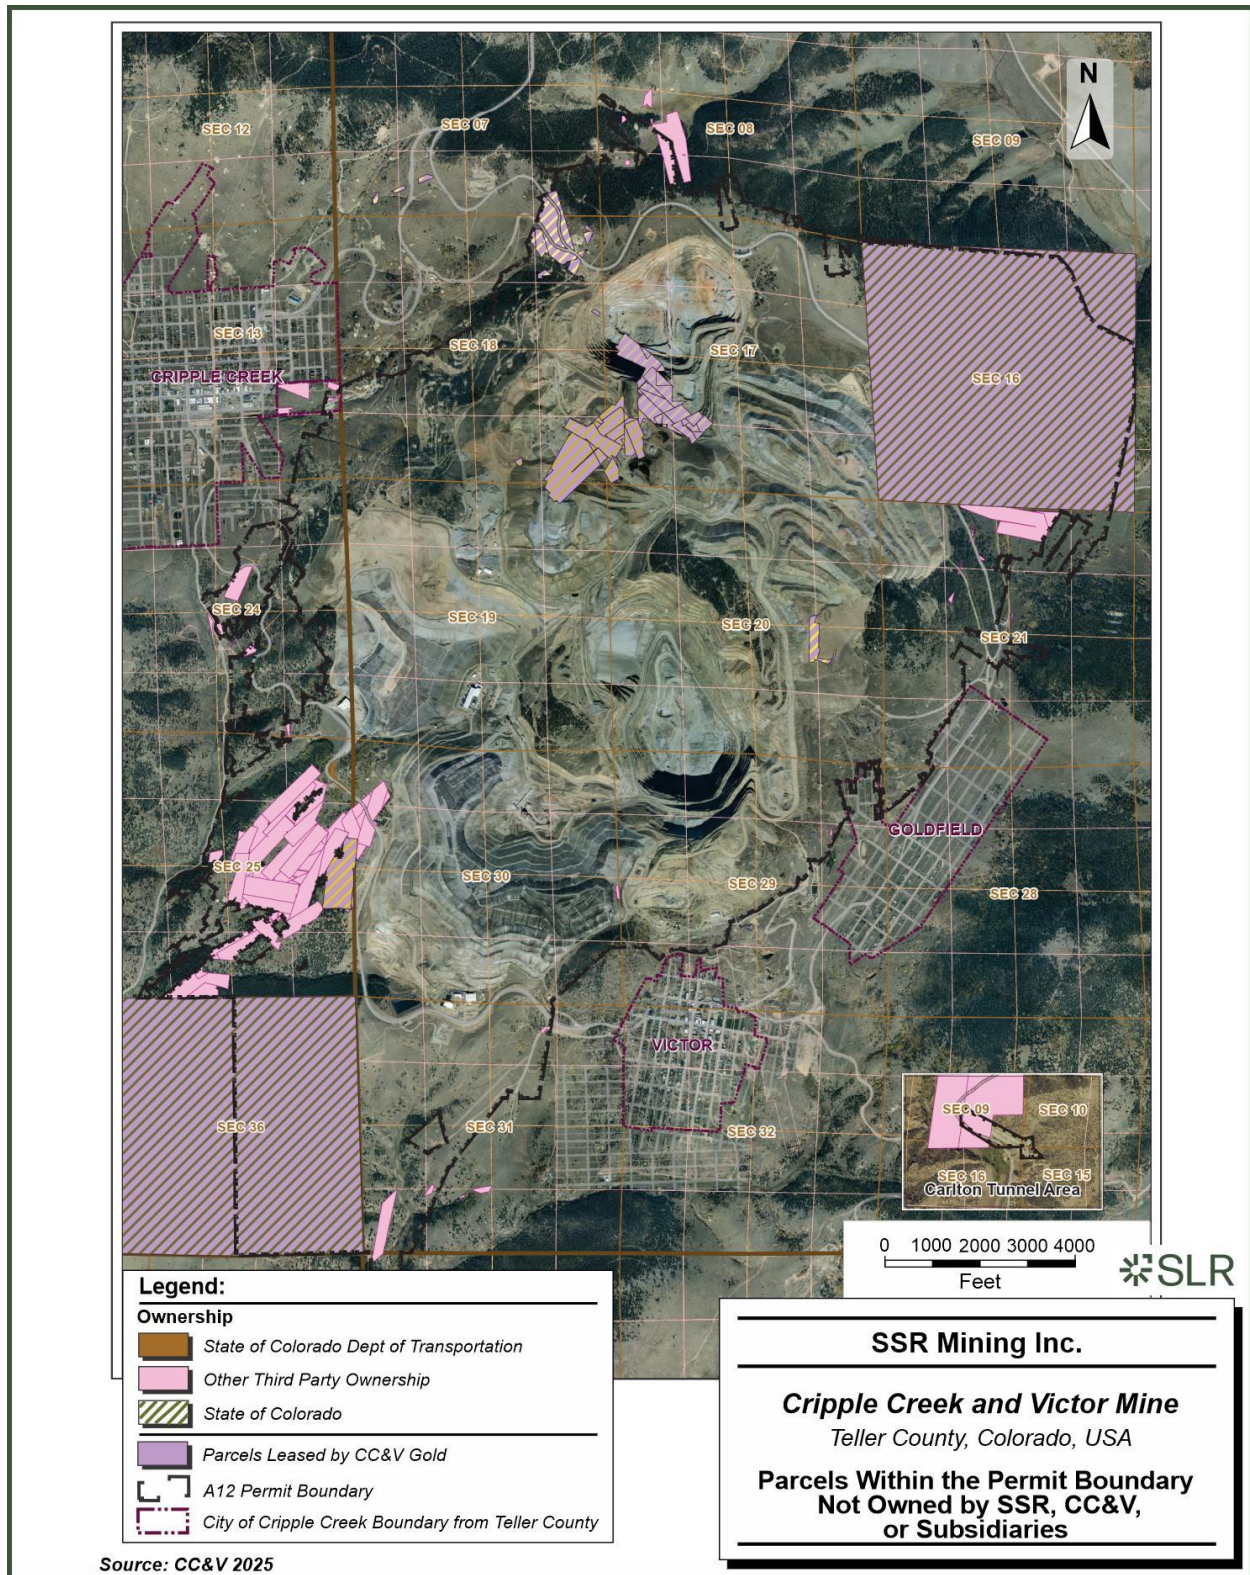 N
SEC 12
SEC 07
SEC 08
SEC 09
SEC 13
SEC 18
SEC 17
CRIPPLE CREEK
SEC 16
SEC 24
SEC 19
SEC 20
SEC 21
GOLDFIELD
SEC 25
SEC 30
SEC 29
SEC 28
VICTOR
SEC 36
SEC 31
SEC 32
SEC 09
SEC 10
SEC 16
SEC 15
Carlton Tunnel Area
0 1000 2000 3000 4000
Feet
SLR
Legend:
Ownership
State of Colorado Dept of Transportation
Other Third Party Ownership
State of Colorado
Parcels Leased by CC&V Gold
A12 Permit Boundary
City of Cripple Creek Boundary from Teller County
SSR Mining Inc.
Cripple Creek and Victor Mine
Teller County, Colorado, USA
Parcels Within the Permit Boundary
Not Owned by SSR, CC&V,
or Subsidiaries
Source: CC&V 2025